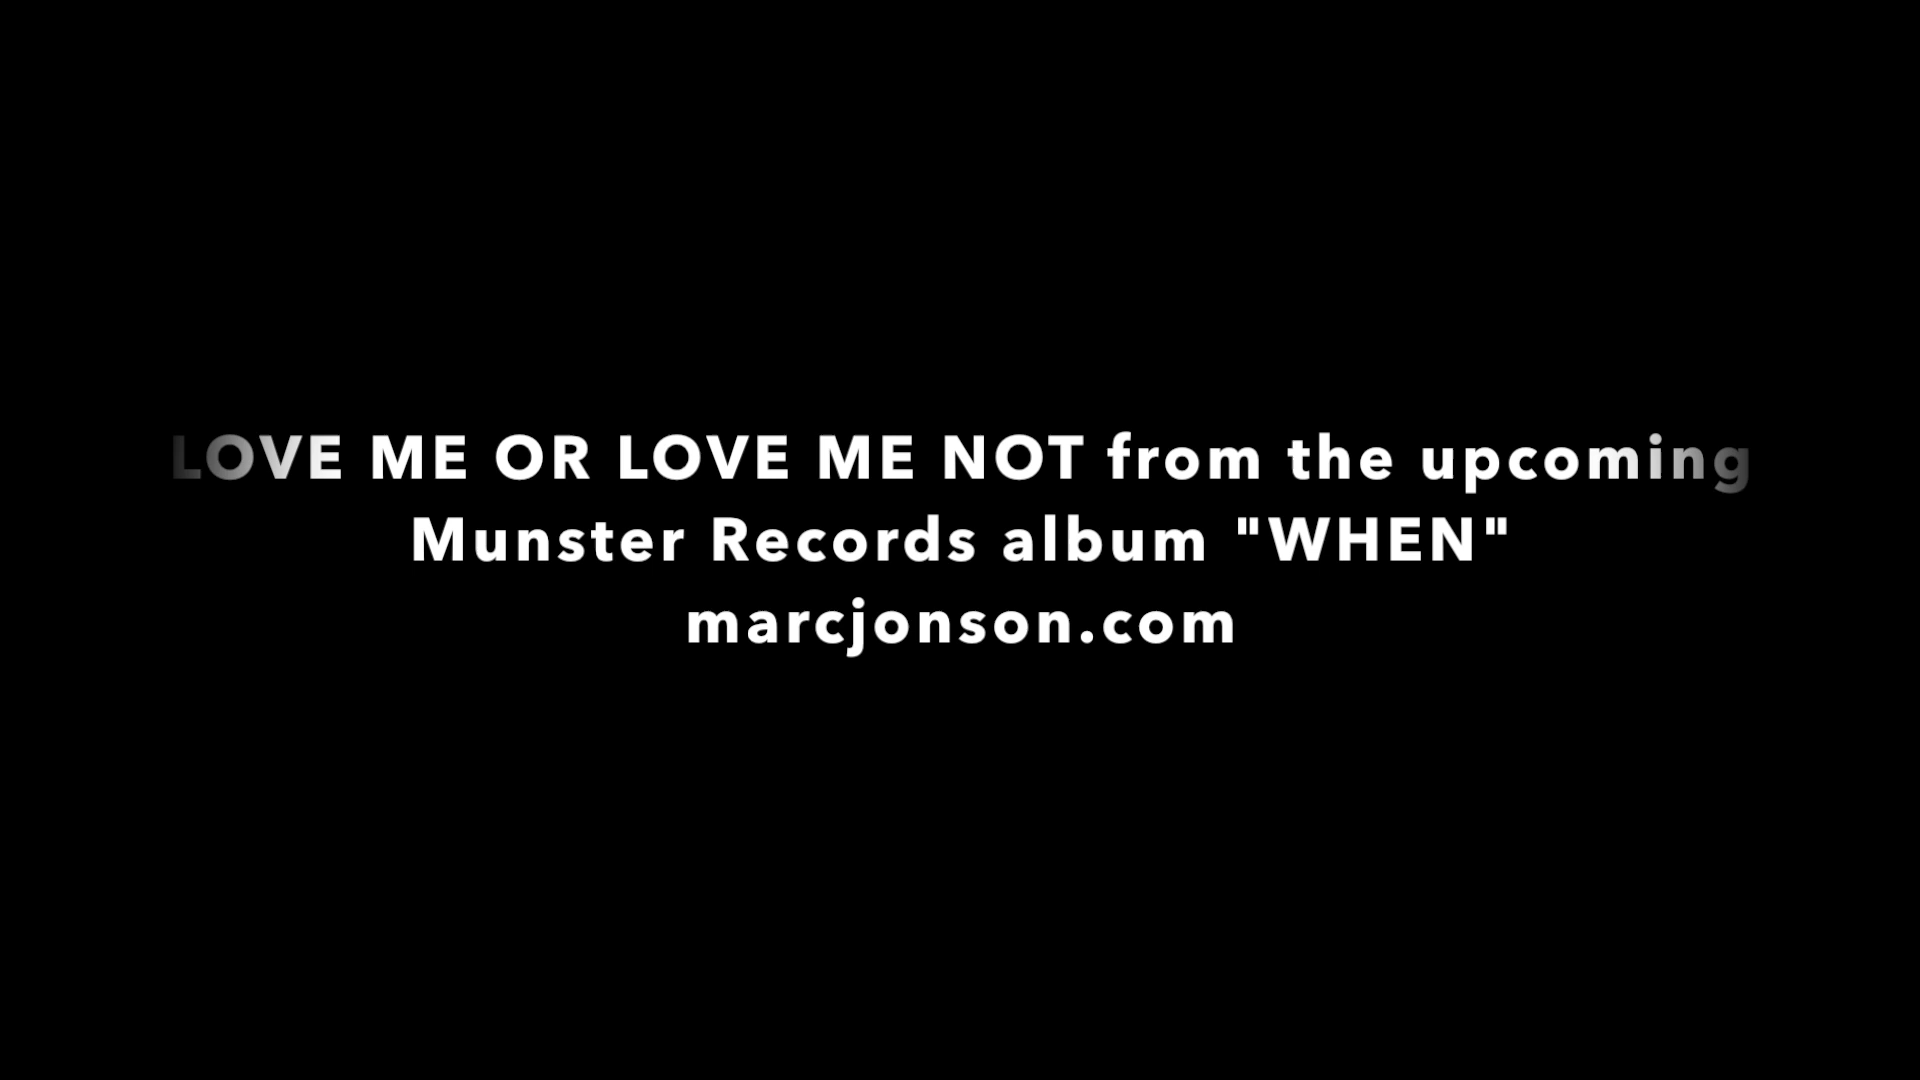 LOVE ME OR LOVE ME NOT from the upcoming
Munster Records album "WHEN"
marcjonson.com